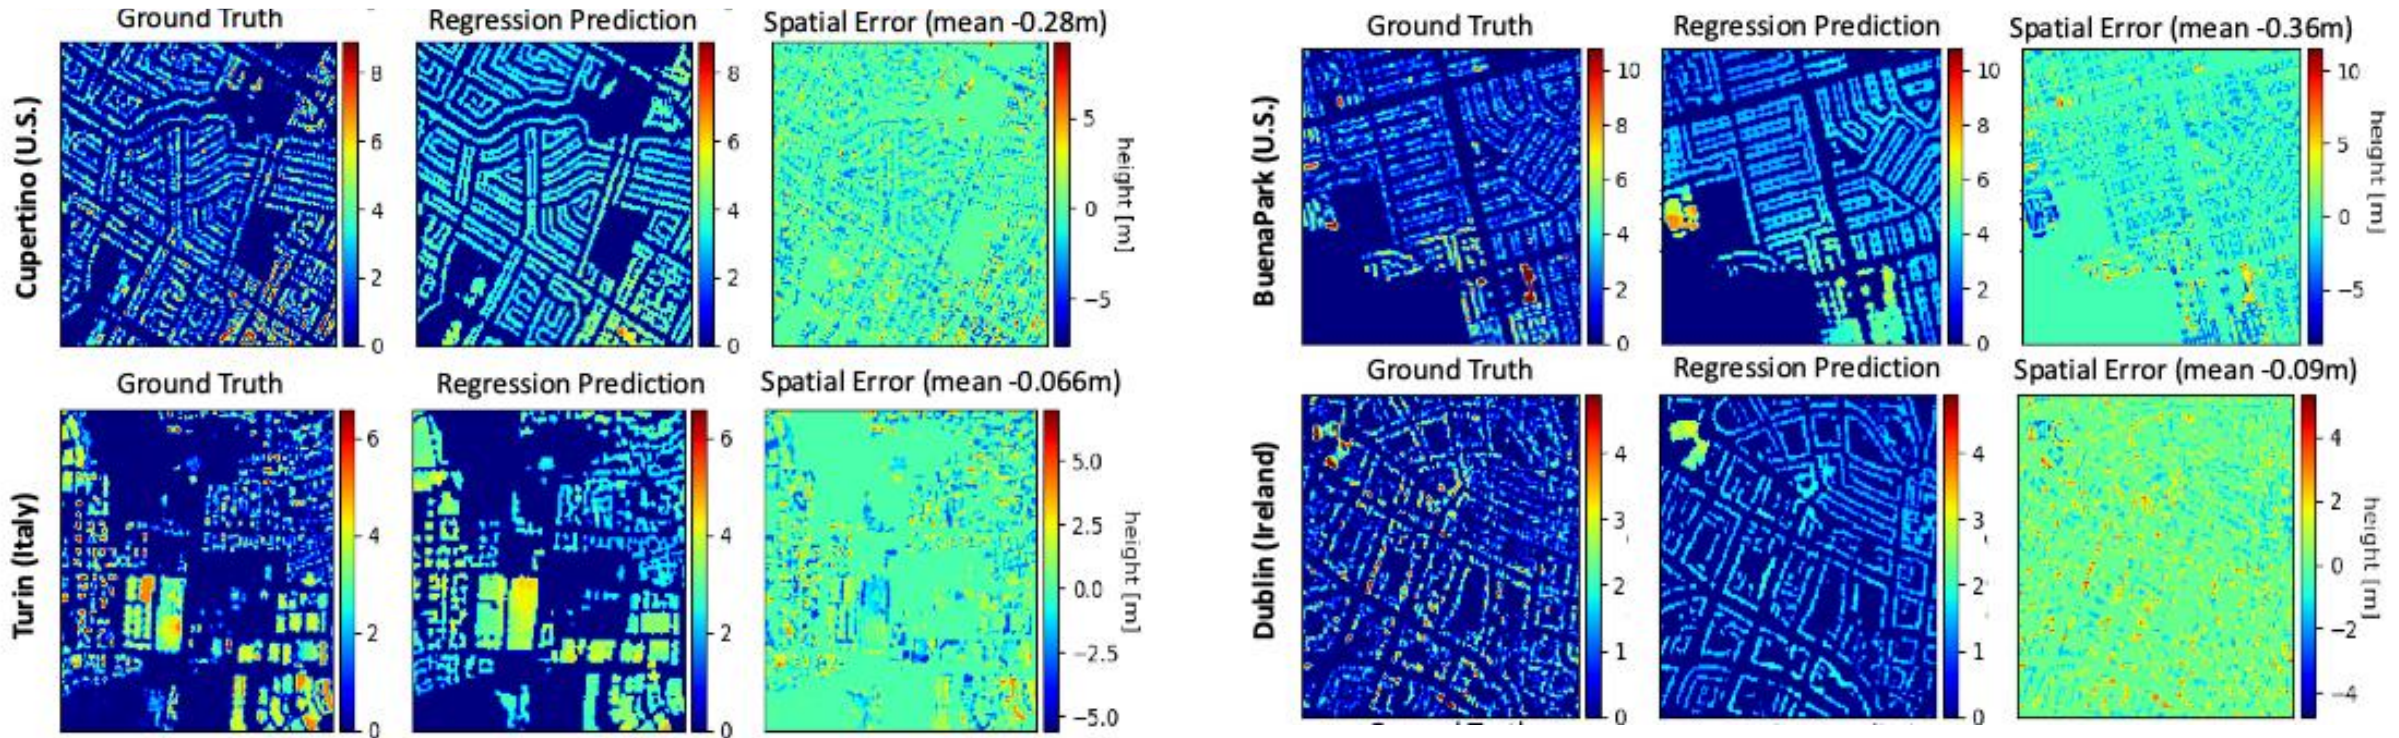 Ground Truth
Regression Prediction
Spatial Error (mean -0.28m)
Cupertino (U.S.)
8
6
4
2
0
8
6
4
2
0
5
0
−5
height [m]
Ground Truth
Regression Prediction
Spatial Error (mean -0.36m)
BuenaPark (U.S.)
10
8
6
4
2
0
10
8
6
4
2
0
10
5
0
−5
height [m]
Ground Truth
Regression Prediction
Spatial Error (mean -0.066m)
Turin (Italy)
6
4
2
0
6
4
2
0
5.0
2.5
0.0
−2.5
−5.0
height [m]
Ground Truth
Regression Prediction
Spatial Error (mean -0.09m)
Dublin (Ireland)
4
3
2
1
0
4
3
2
1
0
4
2
0
−2
−4
height [m]